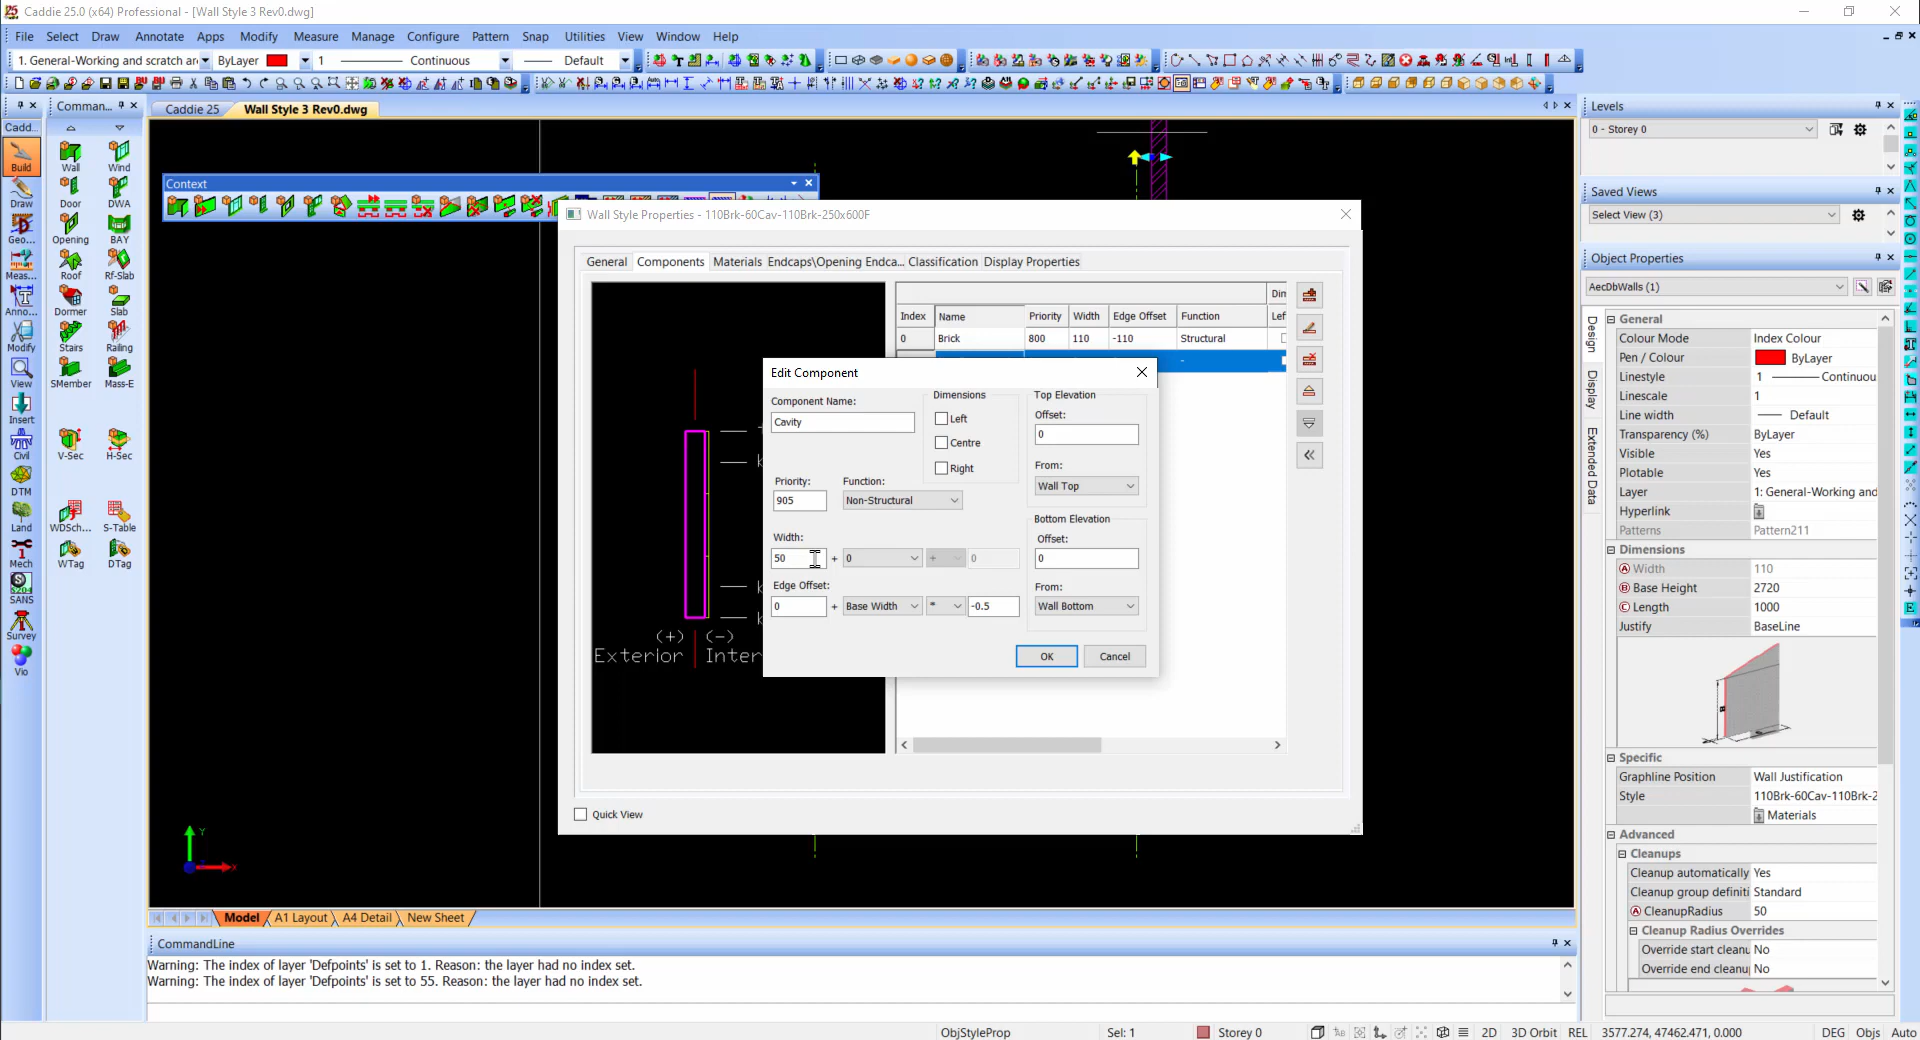 Caddie 25.0 (x64) Professional - [Wall Style 3 Rev0.dwg]
File Select Draw Annotate Apps Modify Manage Configure Measure Pattern Snap Utilities View Window Help
1. General-Working and scratch are ByLayer 1 Continuous Default
Cadd... Comman... Caddie 25 Wall Style 3 Rev0.dwg
Build
Draw
Geo...
Meas...
Anno...
Modify
View
Insert
Civil
DTM
Land
Mech
SANS
Survey
Vio
Wall Wind
Door DWA
Opening BAY
Roof Rf-Slab
Dormer Slab
Stairs Railing
SMember Mass-E
V-Sec H-Sec
WDSch... S-Table
WTag DTag
Context
Wall Style Properties - 110Brk-60Cav-110Brk-250x600F
General Components Materials Endcaps\Opening Endca... Classification Display Properties
Index Name Priority Width Edge Offset Function
0 Brick 800 110 -110 Structural
(+) (-)
Exterior Inter
Edit Component
Component Name:
Cavity
Dimensions
Left
Centre
Right
Priority:
905
Function:
Non-Structural
Width:
50 + 0 + 0
Edge Offset:
0 + Base Width * -0.5
Top Elevation
Offset:
0
From:
Wall Top
Bottom Elevation
Offset:
0
From:
Wall Bottom
OK Cancel
Quick View
Y
X
Model A1 Layout A4 Detail New Sheet
CommandLine
Warning: The index of layer 'Defpoints' is set to 1. Reason: the layer had no index set.
Warning: The index of layer 'Defpoints' is set to 55. Reason: the layer had no index set.
Levels
0 - Storey 0
Saved Views
Select View (3)
Object Properties
AecDbWalls (1)
Design
Display
Extended Data
General
Colour Mode Index Colour
Pen / Colour ByLayer
Linestyle 1 Continuou
Linescale 1
Line width Default
Transparency (%) ByLayer
Visible Yes
Plotable Yes
Layer 1: General-Working and
Hyperlink
Patterns Pattern211
Dimensions
A Width 110
B Base Height 2720
C Length 1000
Justify BaseLine
Specific
Graphline Position Wall Justification
Style 110Brk-60Cav-110Brk-2
Materials
Advanced
Cleanups
Cleanup automatically Yes
Cleanup group definiti Standard
A CleanupRadius 50
Cleanup Radius Overrides
Override start cleanu No
Override end cleanup No
ObjStyleProp Sel: 1 Storey 0 2D 3D Orbit REL 3577.274, 47462.471, 0.000 DEG Objs Auto